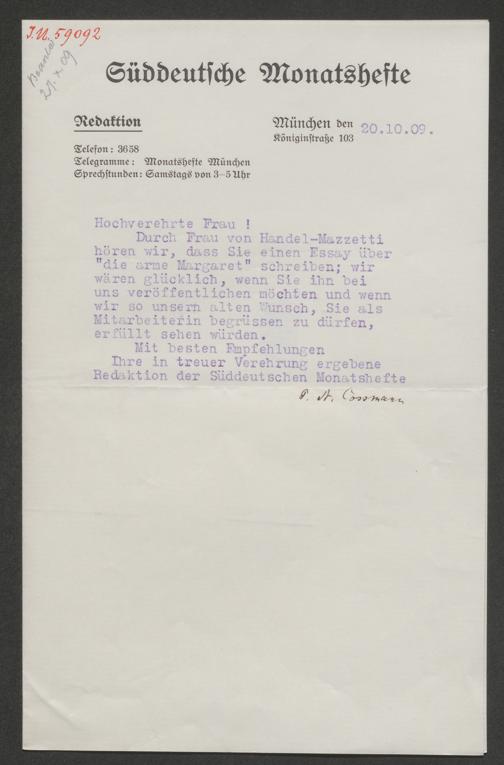 J.N. 59092
21.X.09
Süddeutsche Monatshefte
Redaktion
München den 20.10.09.
Königinstraße 103
Telefon: 3658
Telegramme: Monatshefte München
Sprechstunden: Samstags von 3-5 Uhr
Hochverehrte Frau !
Durch Frau von Handel-Mazzetti
hören wir, dass Sie einen Essay über
"die arme Margaret" schreiben; wir
wären glücklich, wenn Sie ihn bei
uns veröffentlichen möchten und wenn
wir so unsern alten Wunsch, Sie als
Mitarbeiterin begrüssen zu dürfen,
erfüllt sehen würden.
Mit besten Empfehlungen
Ihre in treuer Verehrung ergebene
Redaktion der Süddeutschen Monatshefte
P. N. Cossmann